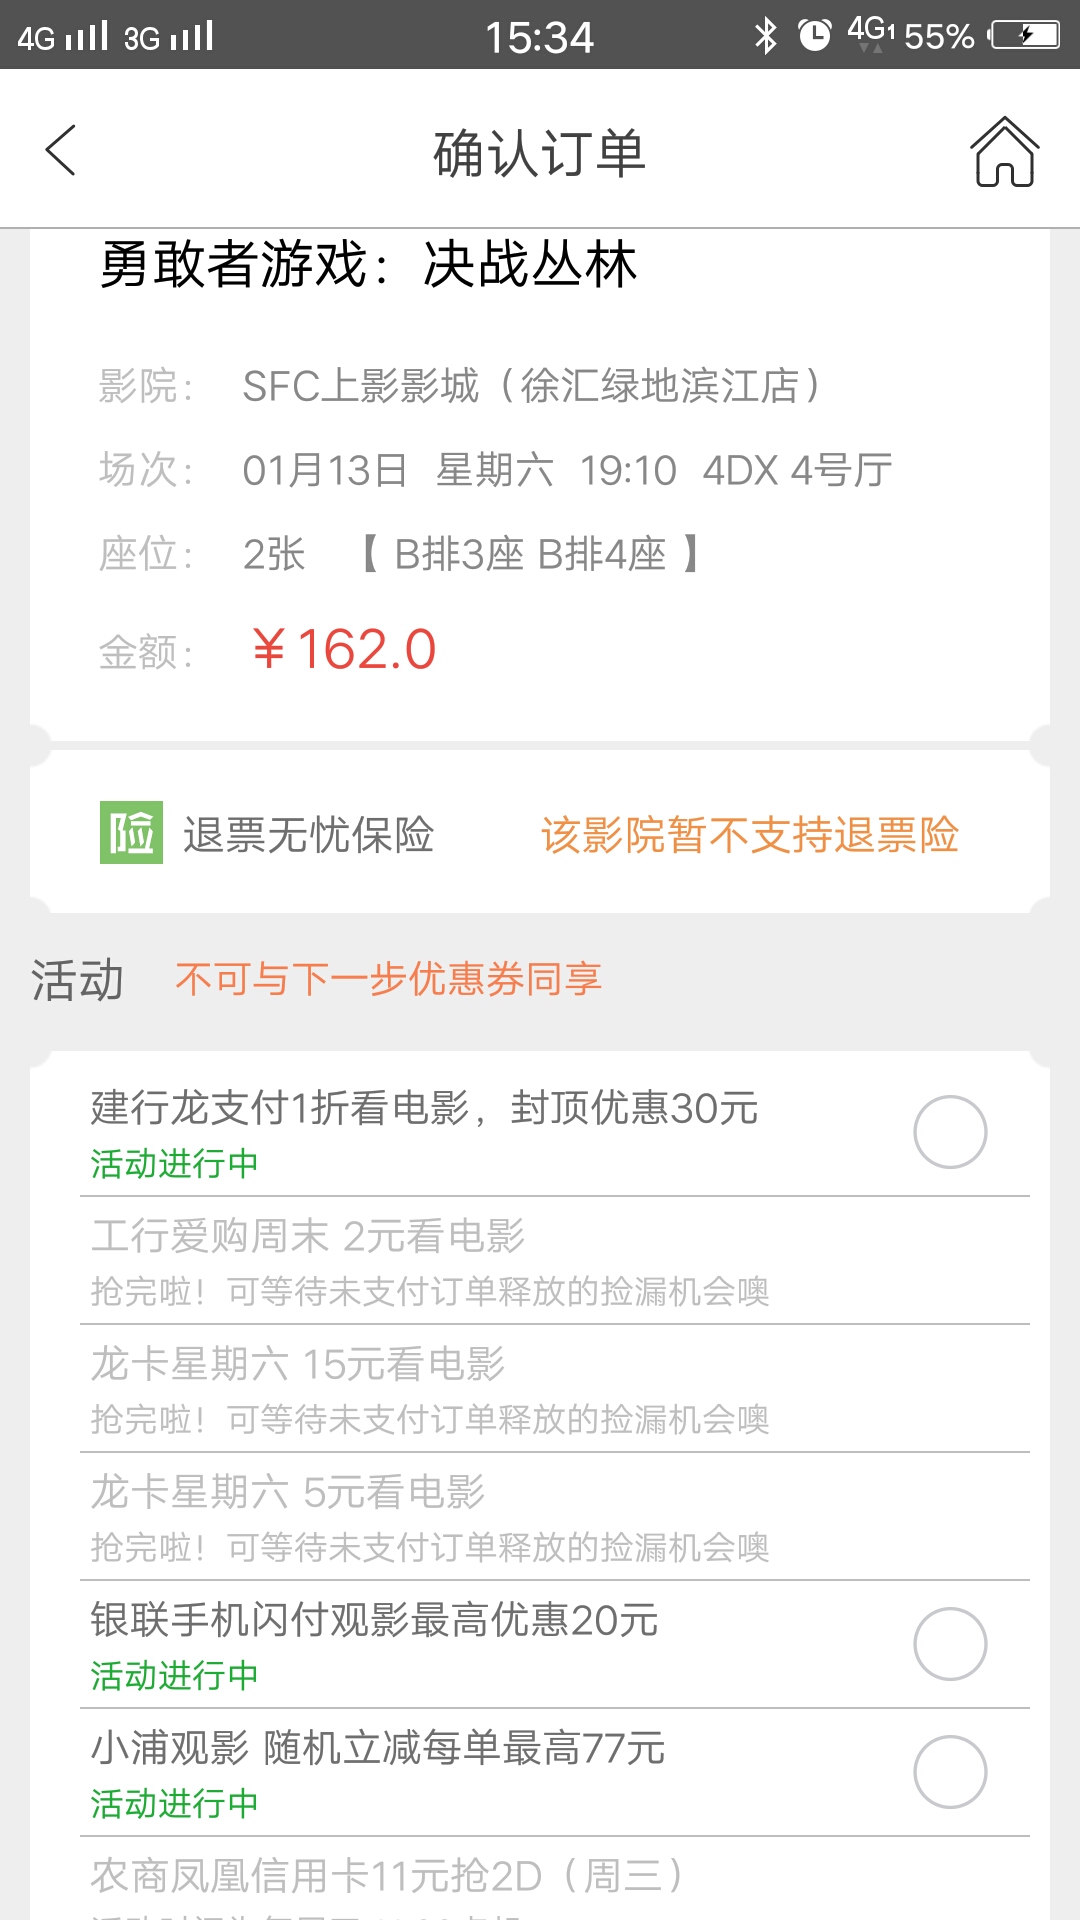 4G 3G 15:34 4G1 55%
确认订单
勇敢者游戏：决战丛林
影院： SFC上影影城（徐汇绿地滨江店）
场次： 01月13日 星期六 19:10 4DX 4号厅
座位： 2张 【 B排3座 B排4座 】
金额： ￥162.0
险 退票无忧保险 该影院暂不支持退票险
活动 不可与下一步优惠券同享
建行龙支付1折看电影，封顶优惠30元
活动进行中
工行爱购周末 2元看电影
抢完啦！可等待未支付订单释放的捡漏机会噢
龙卡星期六 15元看电影
抢完啦！可等待未支付订单释放的捡漏机会噢
龙卡星期六 5元看电影
抢完啦！可等待未支付订单释放的捡漏机会噢
银联手机闪付观影最高优惠20元
活动进行中
小浦观影 随机立减每单最高77元
活动进行中
农商凤凰信用卡11元抢2D（周三）